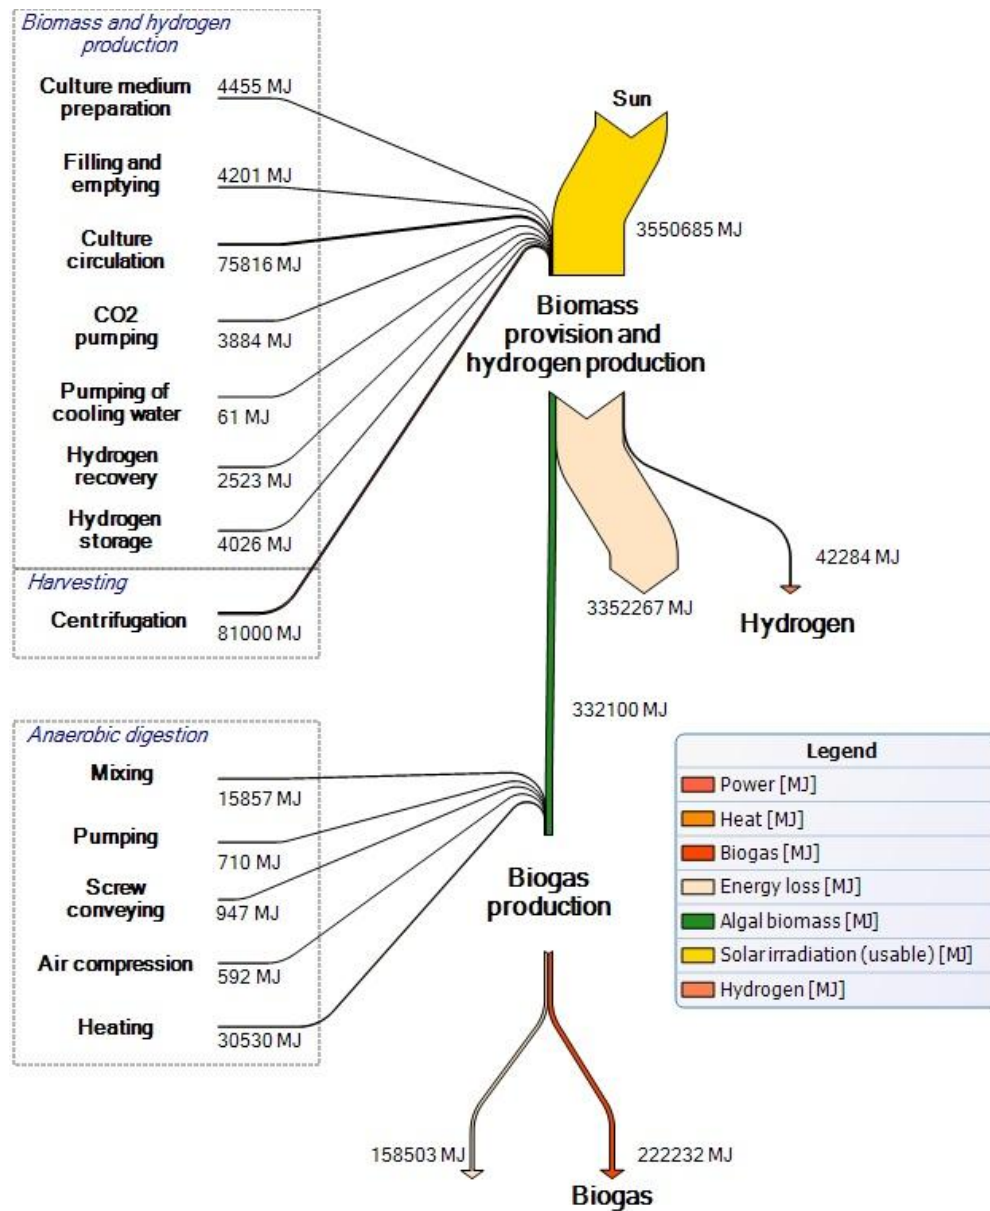 Biomass and hydrogen
production
Culture medium
preparation
4455 MJ
Filling and
emptying
4201 MJ
Culture
circulation
75816 MJ
CO2
pumping
3884 MJ
Pumping of
cooling water
61 MJ
Hydrogen
recovery
2523 MJ
Hydrogen
storage
4026 MJ
Harvesting
Centrifugation
81000 MJ
Sun
3550685 MJ
Biomass
provision and
hydrogen production
3352267 MJ
42284 MJ
Hydrogen
332100 MJ
Anaerobic digestion
Mixing
15857 MJ
Pumping
710 MJ
Screw
conveying
947 MJ
Air compression
592 MJ
Heating
30530 MJ
Biogas
production
158503 MJ
222232 MJ
Biogas
Legend
Power [MJ]
Heat [MJ]
Biogas [MJ]
Energy loss [MJ]
Algal biomass [MJ]
Solar irradiation (usable) [MJ]
Hydrogen [MJ]